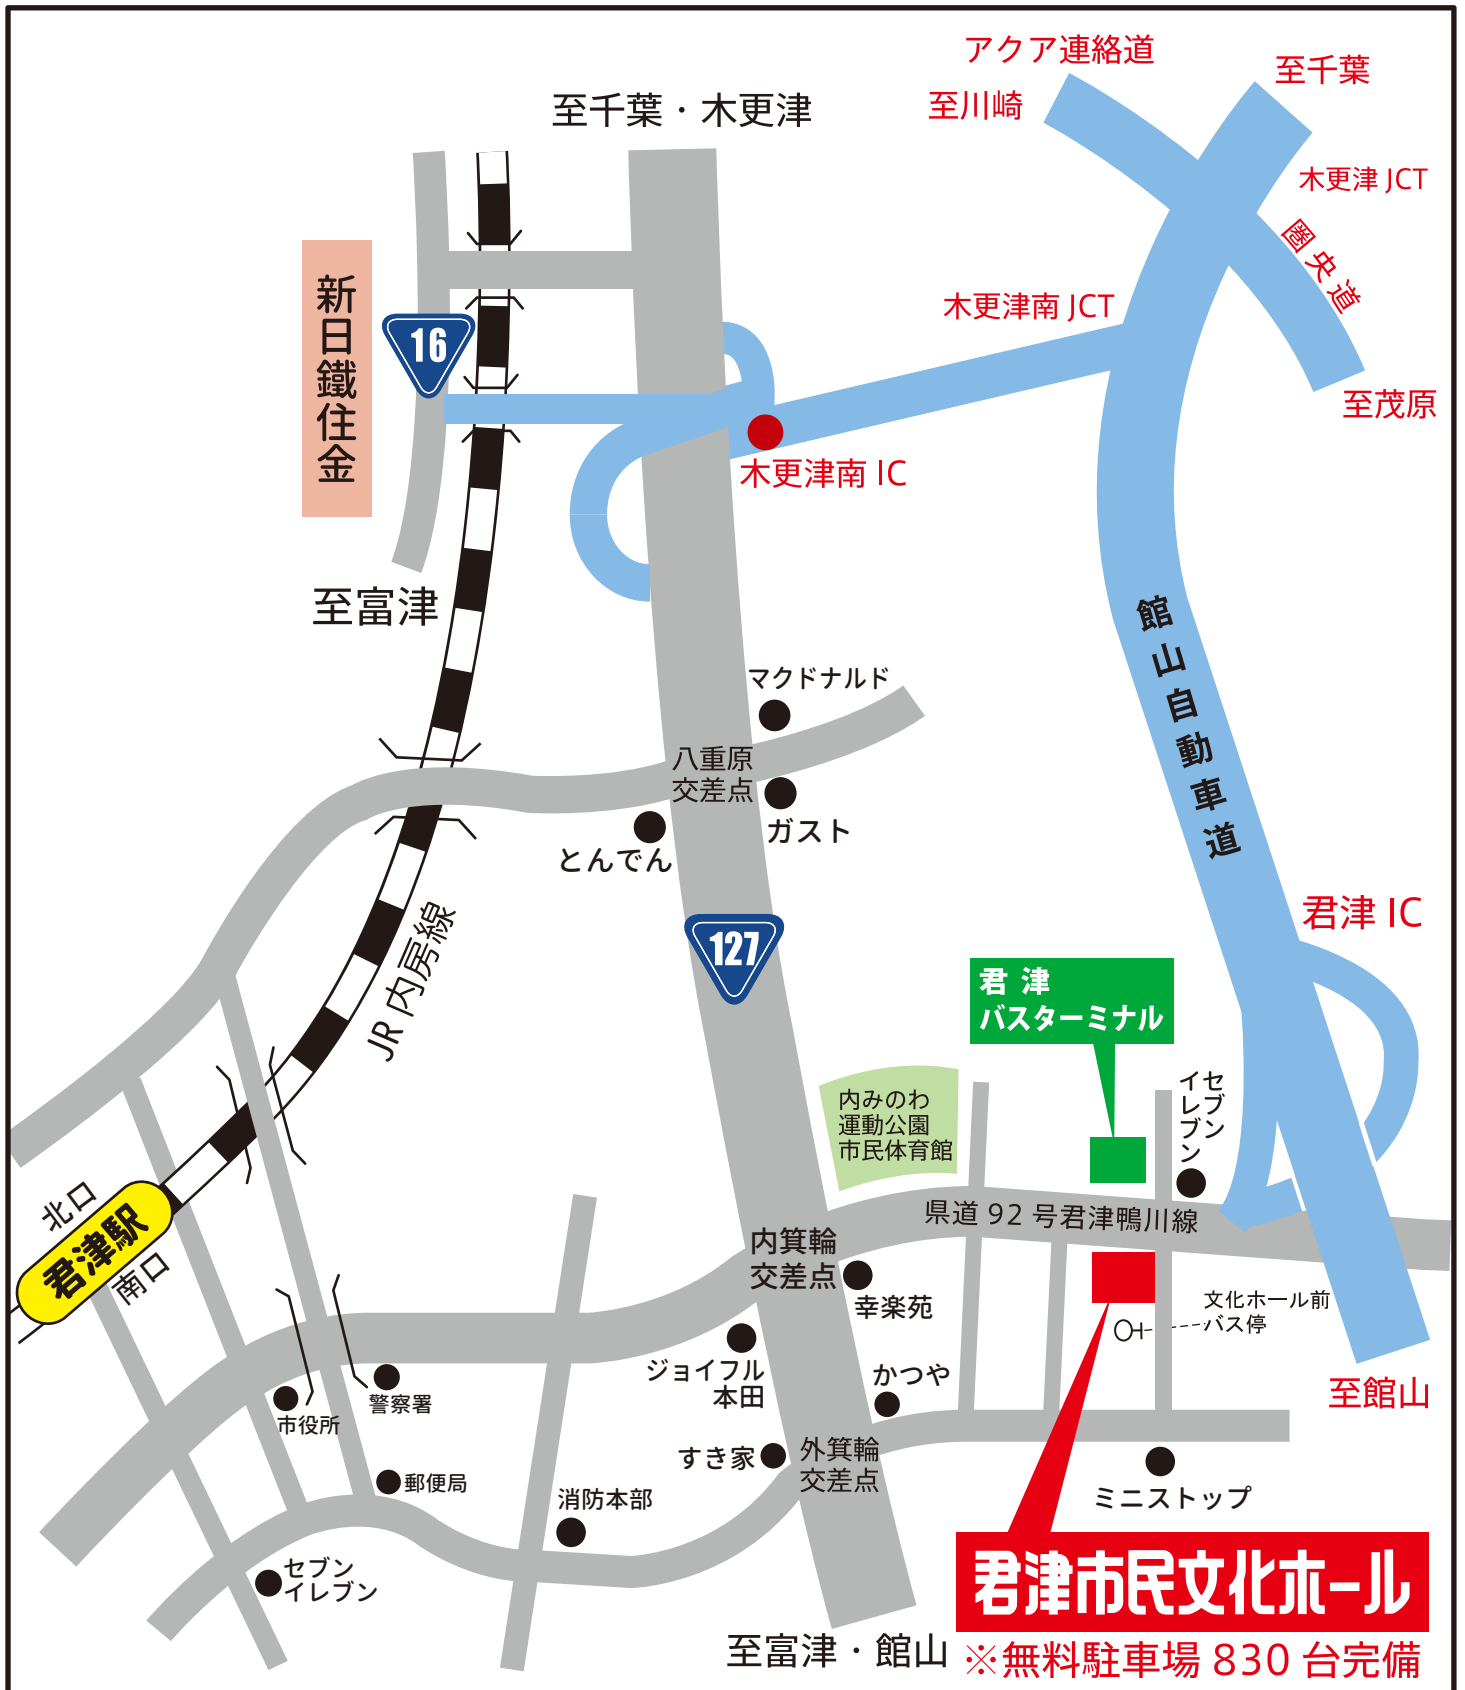 アクア連絡道
至千葉
至川崎
至千葉・木更津
木更津 JCT
圏央道
新日鐵住金
16
木更津南 JCT
至茂原
木更津南 IC
至富津
館山自動車道
マクドナルド
八重原
交差点
ガスト
とんでん
君津 IC
JR 内房線
127
君 津
バスターミナル
セブン
イレブン
内みのわ
運動公園
市民体育館
北口
君津駅
南口
県道 92 号君津鴨川線
内箕輪
交差点
幸楽苑
文化ホール前
バス停
ジョイフル
本田
かつや
至館山
警察署
市役所
すき家
外箕輪
交差点
郵便局
消防本部
ミニストップ
セブン
イレブン
君津市民文化ホール
至富津・館山
※無料駐車場 830 台完備